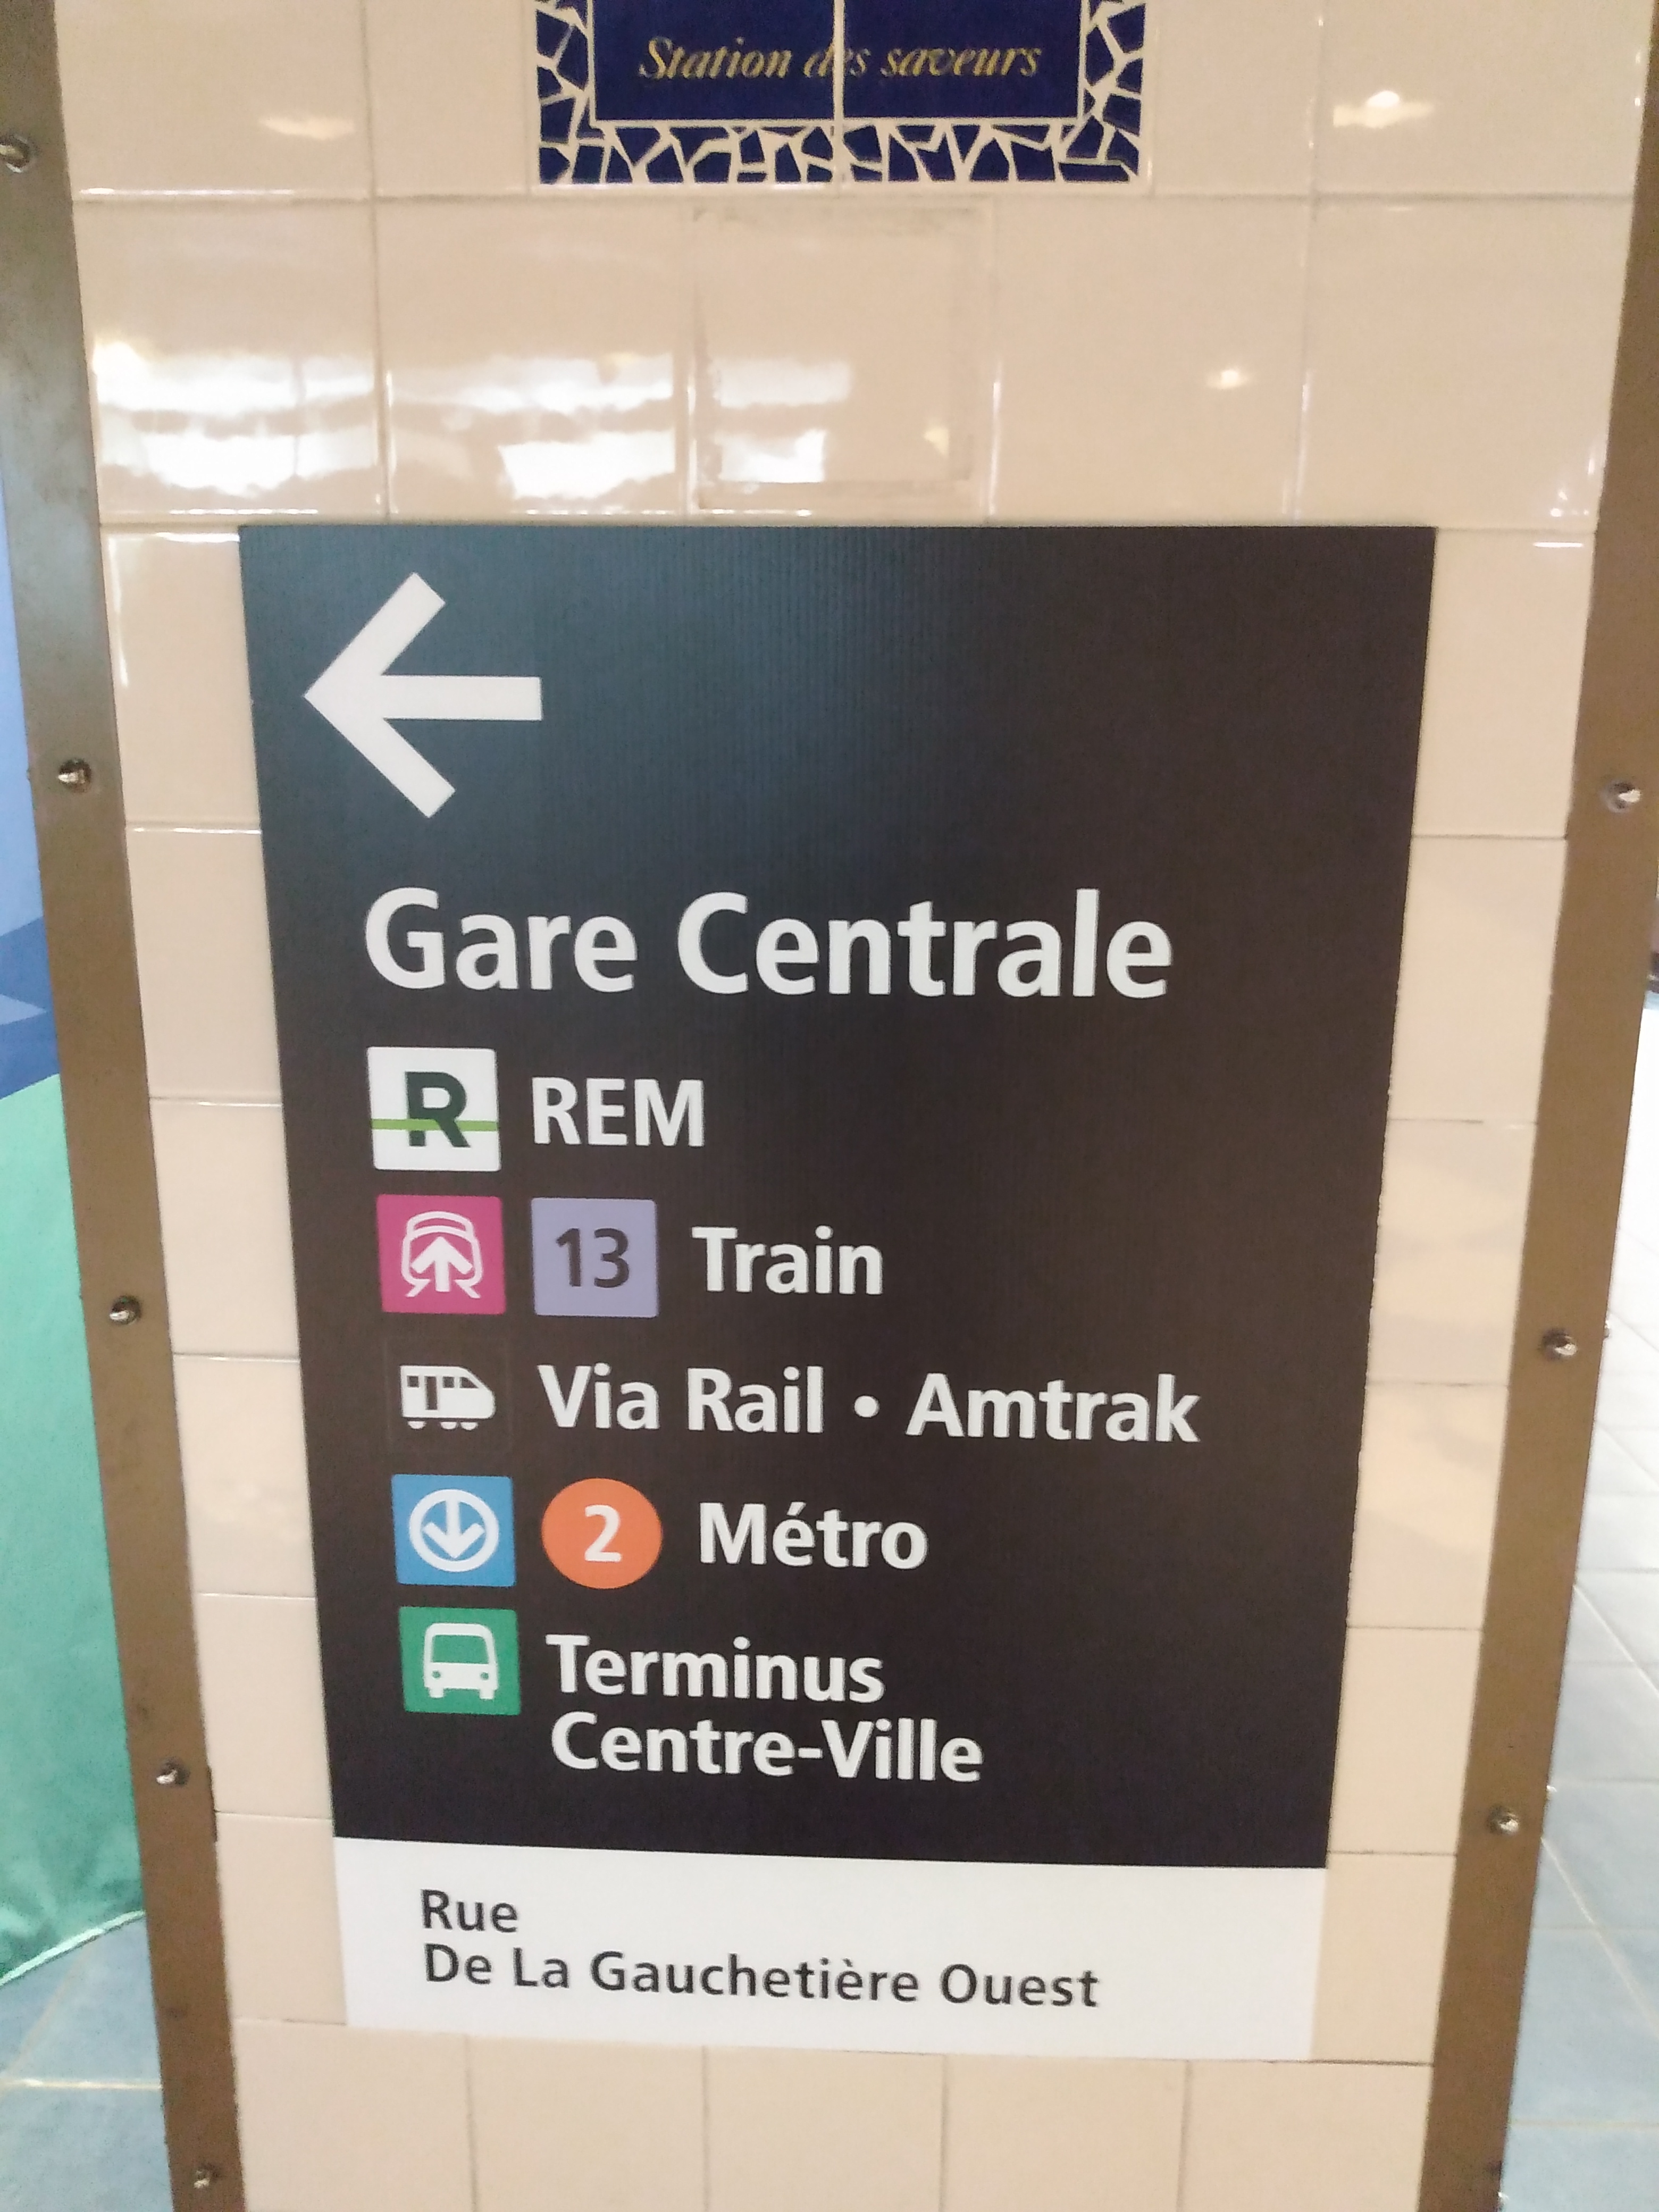 Station des saveurs
Gare Centrale
R REM
13 Train
Via Rail • Amtrak
2 Métro
Terminus
Centre-Ville
Rue
De La Gauchetière Ouest